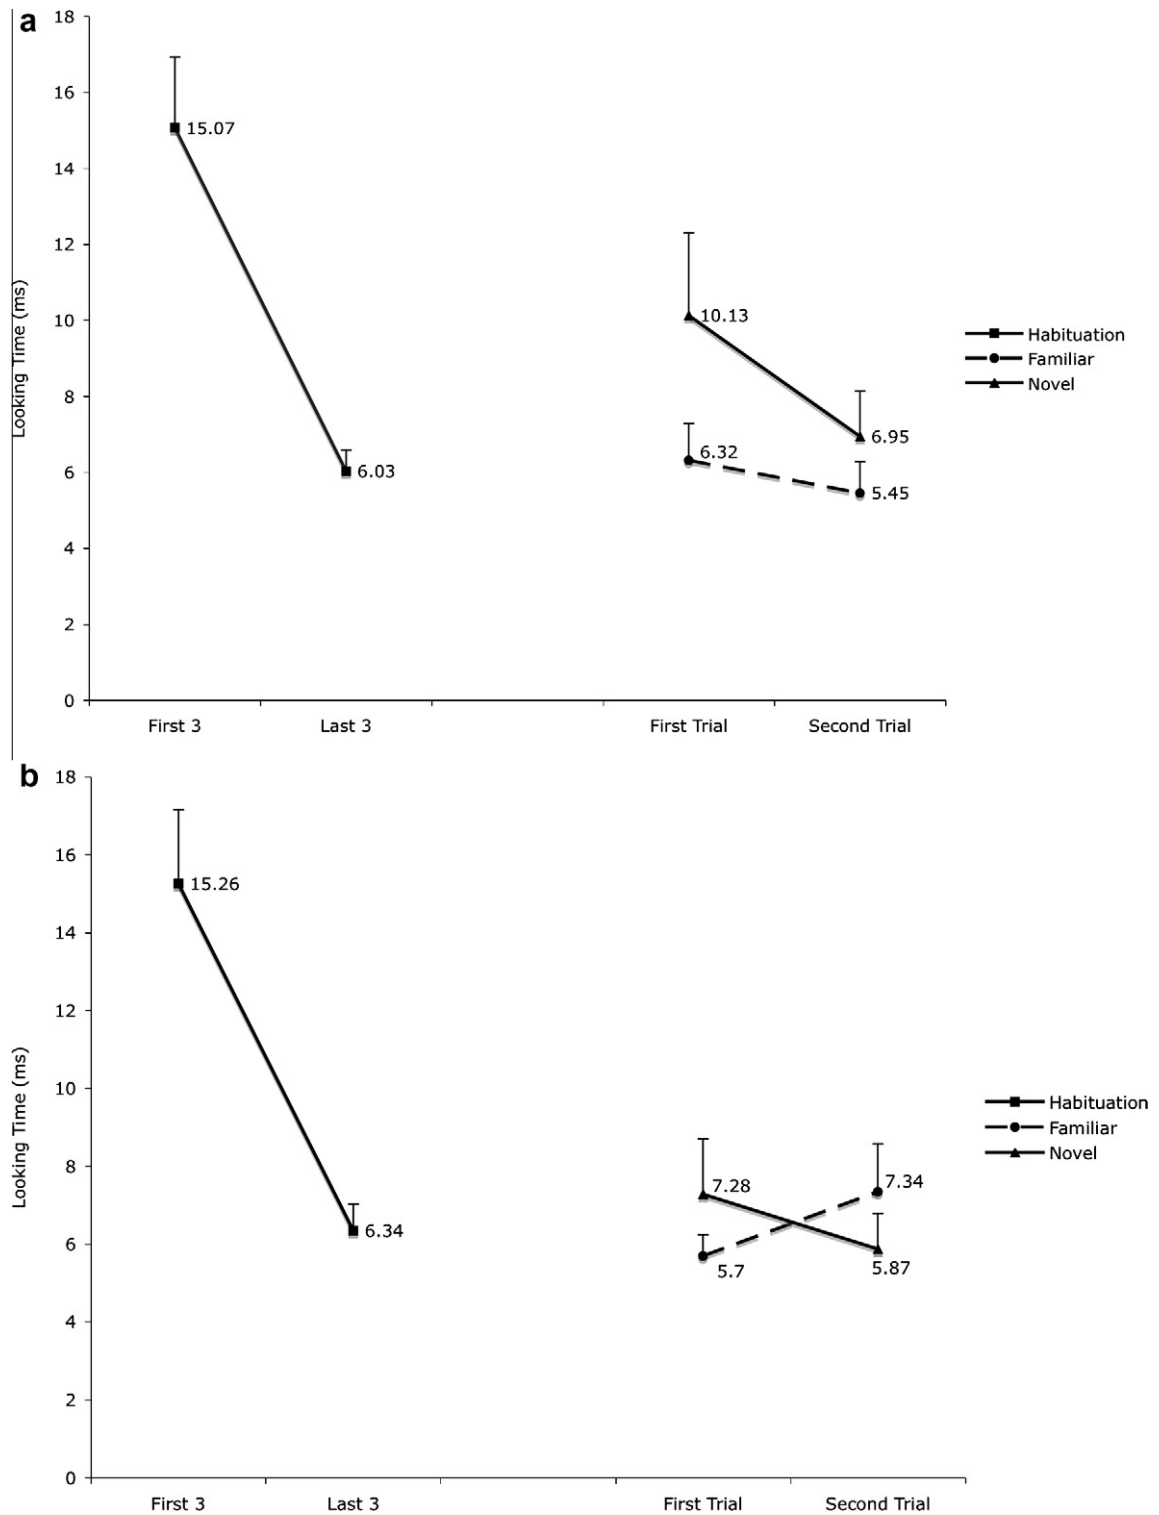 a
18
16
14
12
10
8
6
4
2
0
Looking Time (ms)
15.07
6.03
10.13
6.95
6.32
5.45
Habituation
Familiar
Novel
First 3
Last 3
First Trial
Second Trial
b
18
16
14
12
10
8
6
4
2
0
Looking Time (ms)
15.26
6.34
7.28
7.34
5.7
5.87
Habituation
Familiar
Novel
First 3
Last 3
First Trial
Second Trial